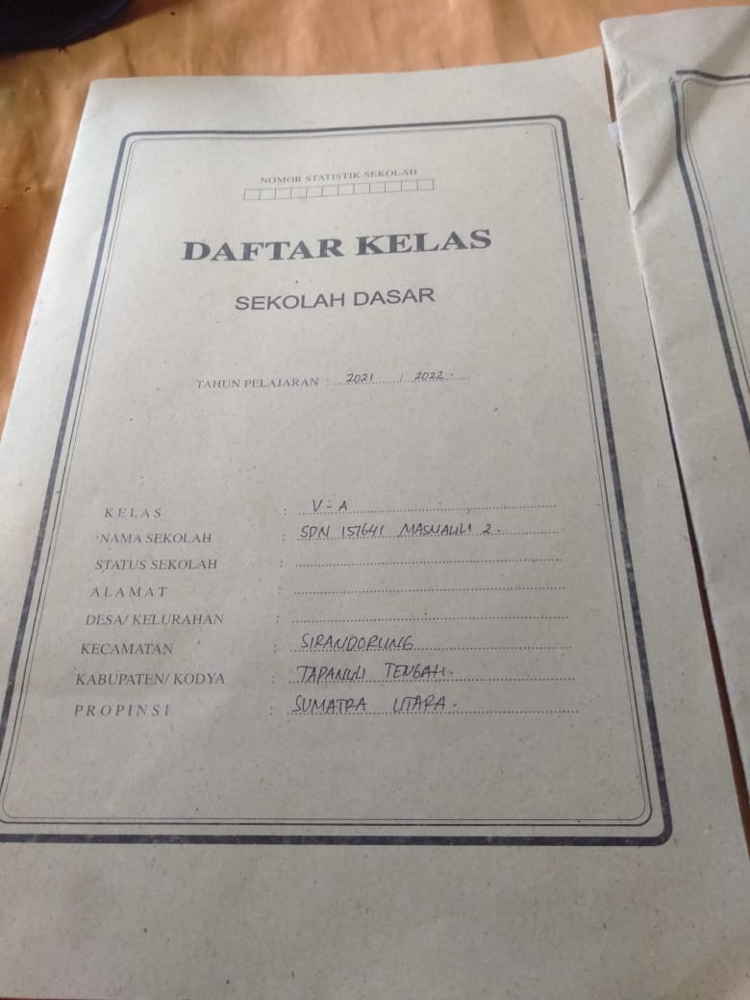 NOMOR STATISTIK SEKOLAH
DAFTAR KELAS
SEKOLAH DASAR
TAHUN PELAJARAN : 2021 / 2022.
KELAS : V - A
NAMA SEKOLAH : SDN 157641 MASNAULI 2.
STATUS SEKOLAH :
ALAMAT :
DESA/ KELURAHAN :
KECAMATAN : SIRANDORUNG
KABUPATEN/ KODYA : TAPANULI TENGAH.
PROPINSI : SUMATRA UTARA.